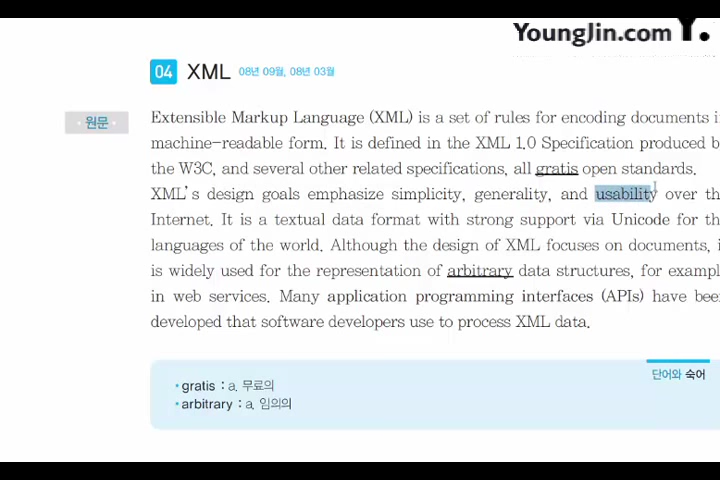 YoungJin.com Y.
04 XML 08년 09월, 08년 03월
원문
Extensible Markup Language (XML) is a set of rules for encoding documents i
machine-readable form. It is defined in the XML 1.0 Specification produced b
the W3C, and several other related specifications, all gratis open standards.
XML's design goals emphasize simplicity, generality, and usability over th
Internet. It is a textual data format with strong support via Unicode for th
languages of the world. Although the design of XML focuses on documents, i
is widely used for the representation of arbitrary data structures, for exampl
in web services. Many application programming interfaces (APIs) have bee
developed that software developers use to process XML data.
단어와 숙어
• gratis : a. 무료의
• arbitrary : a. 임의의